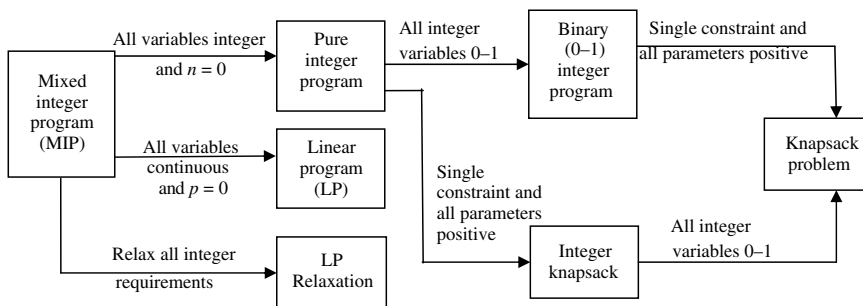 All variables integer
and n = 0
Pure
integer
program
All integer
variables 0–1
Binary
(0–1)
integer
program
Single constraint and
all parameters positive
Mixed
integer
program
(MIP)
All variables
continuous
and p = 0
Linear
program
(LP)
Single
constraint and
all parameters
positive
Knapsack
problem
Relax all integer
requirements
LP
Relaxation
Integer
knapsack
All integer
variables 0–1